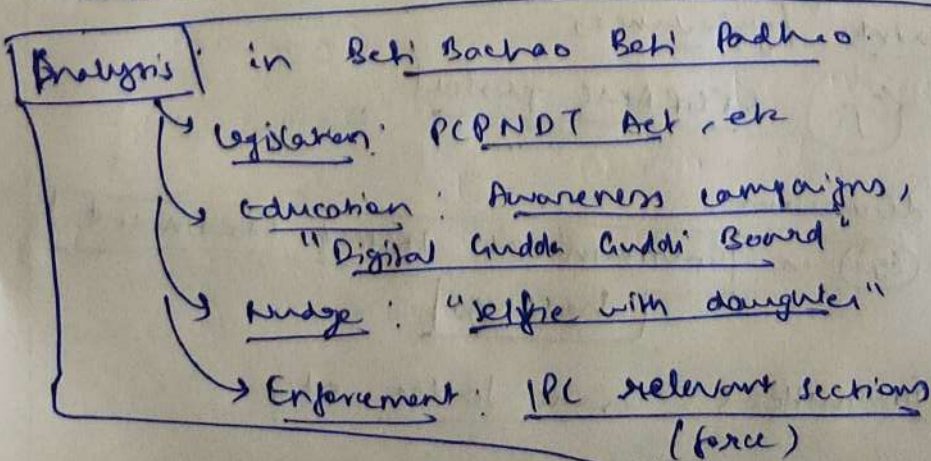 Analysis in Beti Bachao Beti Padhao.
→ Legislation: PCPNDT Act, etc
→ Education: Awareness campaigns,
"Digital Gudda Guddi Board"
→ Nudge: "selfie with daughter"
→ Enforcement: IPC relevant sections
(force)